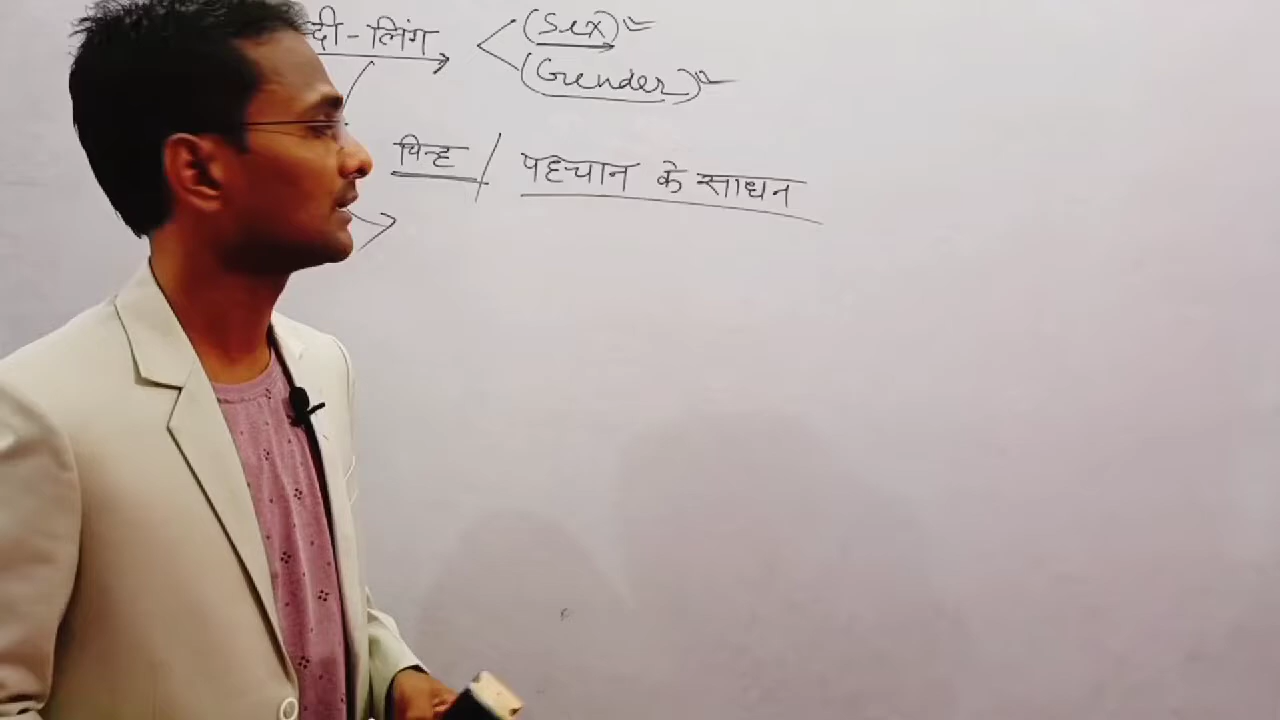 दी - लिंग (Sex)
(Gender)
चिन्ह / पहचान के साधन